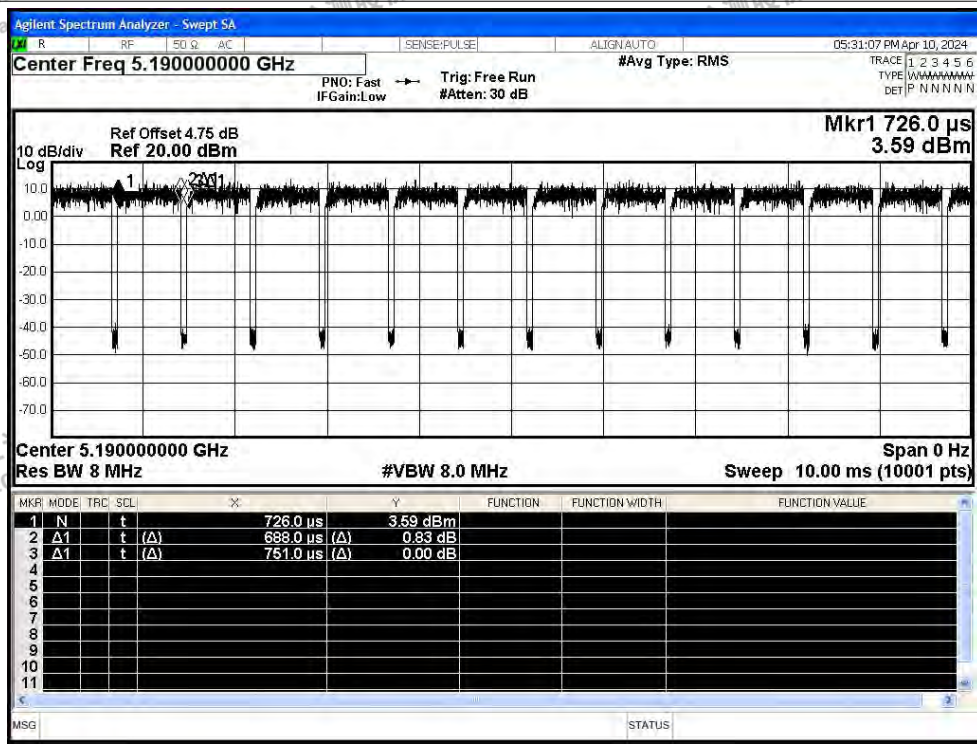 Agilent Spectrum Analyzer - Swept SA
R RF 50 Ω AC SENSE:PULSE ALIGN AUTO 05:31:07 PM Apr 10, 2024
Center Freq 5.190000000 GHz #Avg Type: RMS TRACE 1 2 3 4 5 6
PNO: Fast Trig: Free Run TYPE WWWWWW
IFGain:Low #Atten: 30 dB DET P N N N N N
Mkr1 726.0 µs
Ref Offset 4.75 dB
10 dB/div Ref 20.00 dBm 3.59 dBm
Log
10.0
0.00
-10.0
-20.0
-30.0
-40.0
-50.0
-60.0
-70.0
1
Center 5.190000000 GHz Span 0 Hz
Res BW 8 MHz #VBW 8.0 MHz Sweep 10.00 ms (10001 pts)
MKR MODE TRC SCL X Y FUNCTION FUNCTION WIDTH FUNCTION VALUE
1 N t 726.0 µs 3.59 dBm
2 Δ1 t (Δ) 688.0 µs (Δ) 0.83 dB
3 Δ1 t (Δ) 751.0 µs (Δ) 0.00 dB
4
5
6
7
8
9
10
11
MSG STATUS